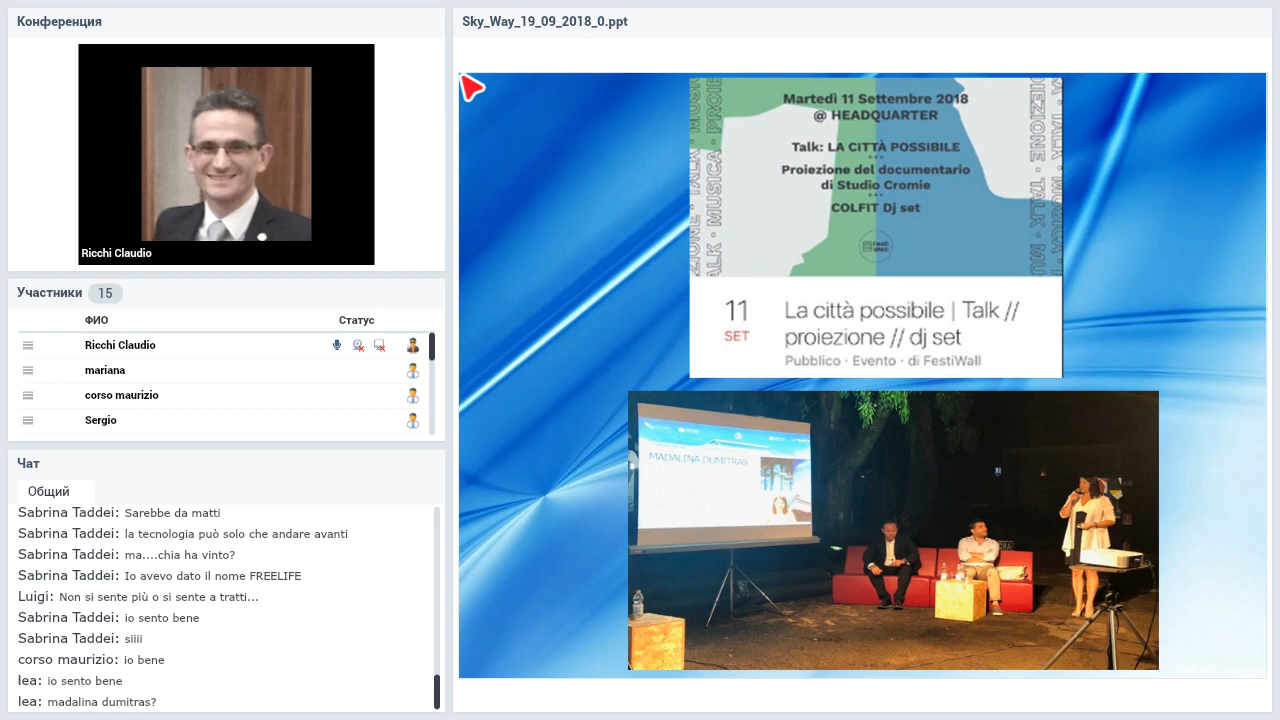 Конференция
Ricchi Claudio
Участники 15
ФИО Статус
Ricchi Claudio
mariana
corso maurizio
Sergio
Чат
Общий
Sabrina Taddei: Sarebbe da matti
Sabrina Taddei: la tecnologia può solo che andare avanti
Sabrina Taddei: ma....chia ha vinto?
Sabrina Taddei: Io avevo dato il nome FREELIFE
Luigi: Non si sente più o si sente a tratti...
Sabrina Taddei: io sento bene
Sabrina Taddei: siiii
corso maurizio: io bene
lea: io sento bene
lea: madalina dumitras?
Sky_Way_19_09_2018_0.ppt
Martedì 11 Settembre 2018
@ HEADQUARTER
Talk: LA CITTÀ POSSIBILE
Proiezione del documentario
di Studio Cromie
COLFIT Dj set
Festi
Wall
11
SET
La città possibile | Talk //
proiezione // dj set
Pubblico · Evento · di FestiWall
MADALINA DUMITRAS